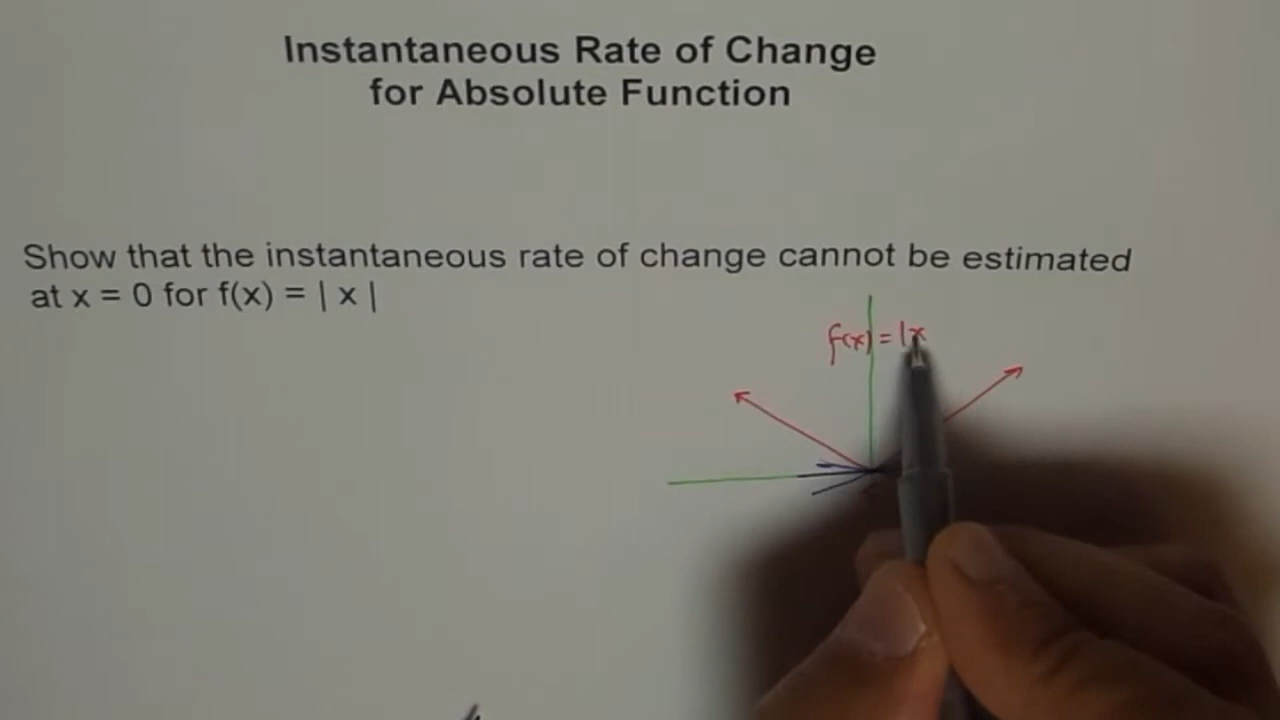 Instantaneous Rate of Change
for Absolute Function
Show that the instantaneous rate of change cannot be estimated
at x = 0 for f(x) = | x |
f(x) = |x